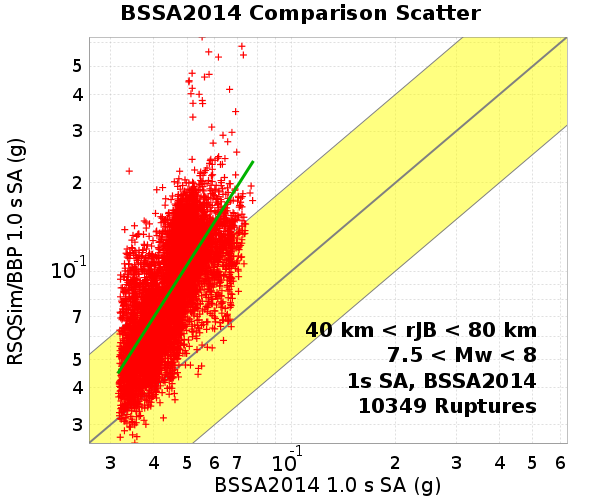 BSSA2014 Comparison Scatter
RSQSim/BBP 1.0 s SA (g)
5
4
3
2
10-1
7
5
4
3
40 km < rJB < 80 km
7.5 < Mw < 8
1s SA, BSSA2014
10349 Ruptures
3 4 5 6 7 10-1 2 3 4 5 6
BSSA2014 1.0 s SA (g)